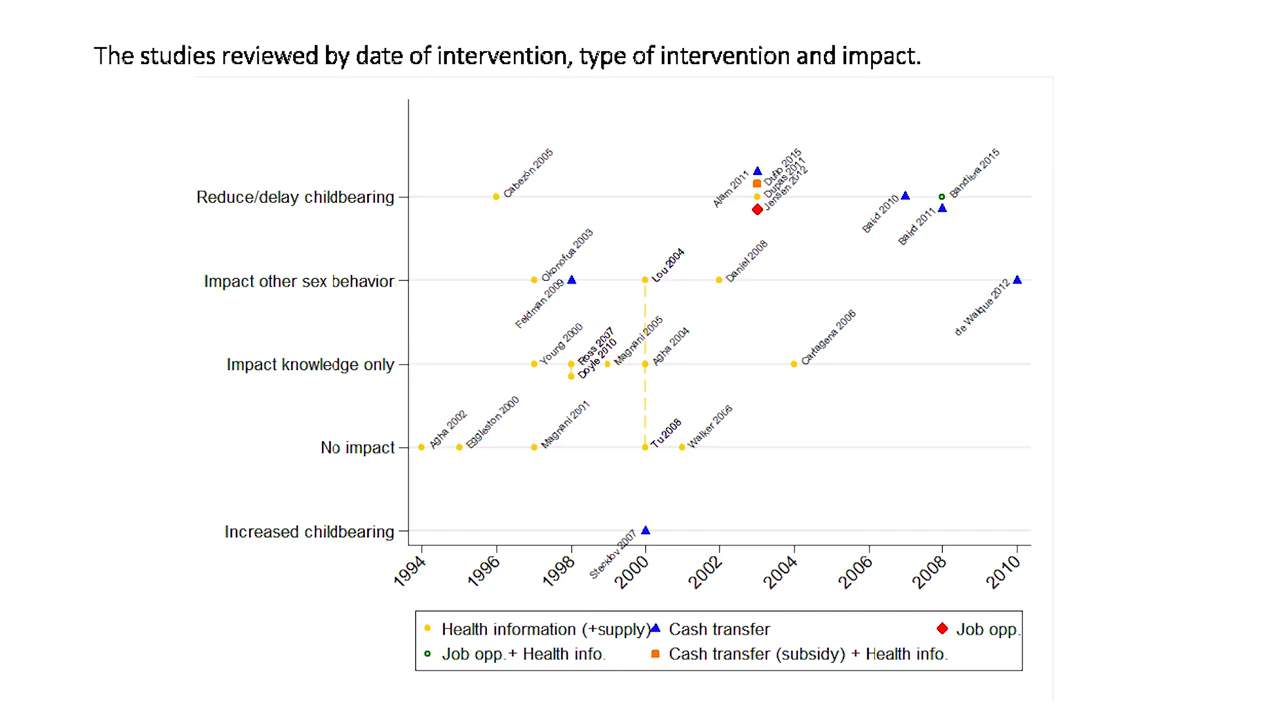 The studies reviewed by date of intervention, type of intervention and impact.
Reduce/delay childbearing
Cabezón 2005
Alam 2011
Duflo 2015
Dupas 2011
Jensen 2012
Baird 2010
Baird 2011
Bandiera 2015
Impact other sex behavior
Okonofua 2003
Feldman 2009
Lou 2004
Daniel 2008
de Walque 2012
Impact knowledge only
Young 2000
Ross 2007
Doyle 2010
Magnani 2005
Agha 2004
Cartagena 2006
No impact
Agha 2002
Eggleston 2000
Magnani 2001
Tu 2008
Walker 2006
Increased childbearing
1994
1996
1998
2000
2002
2004
2006
2008
2010
Health information (+supply)
Cash transfer
Job opp.
Job opp.+ Health info.
Cash transfer (subsidy) + Health info.